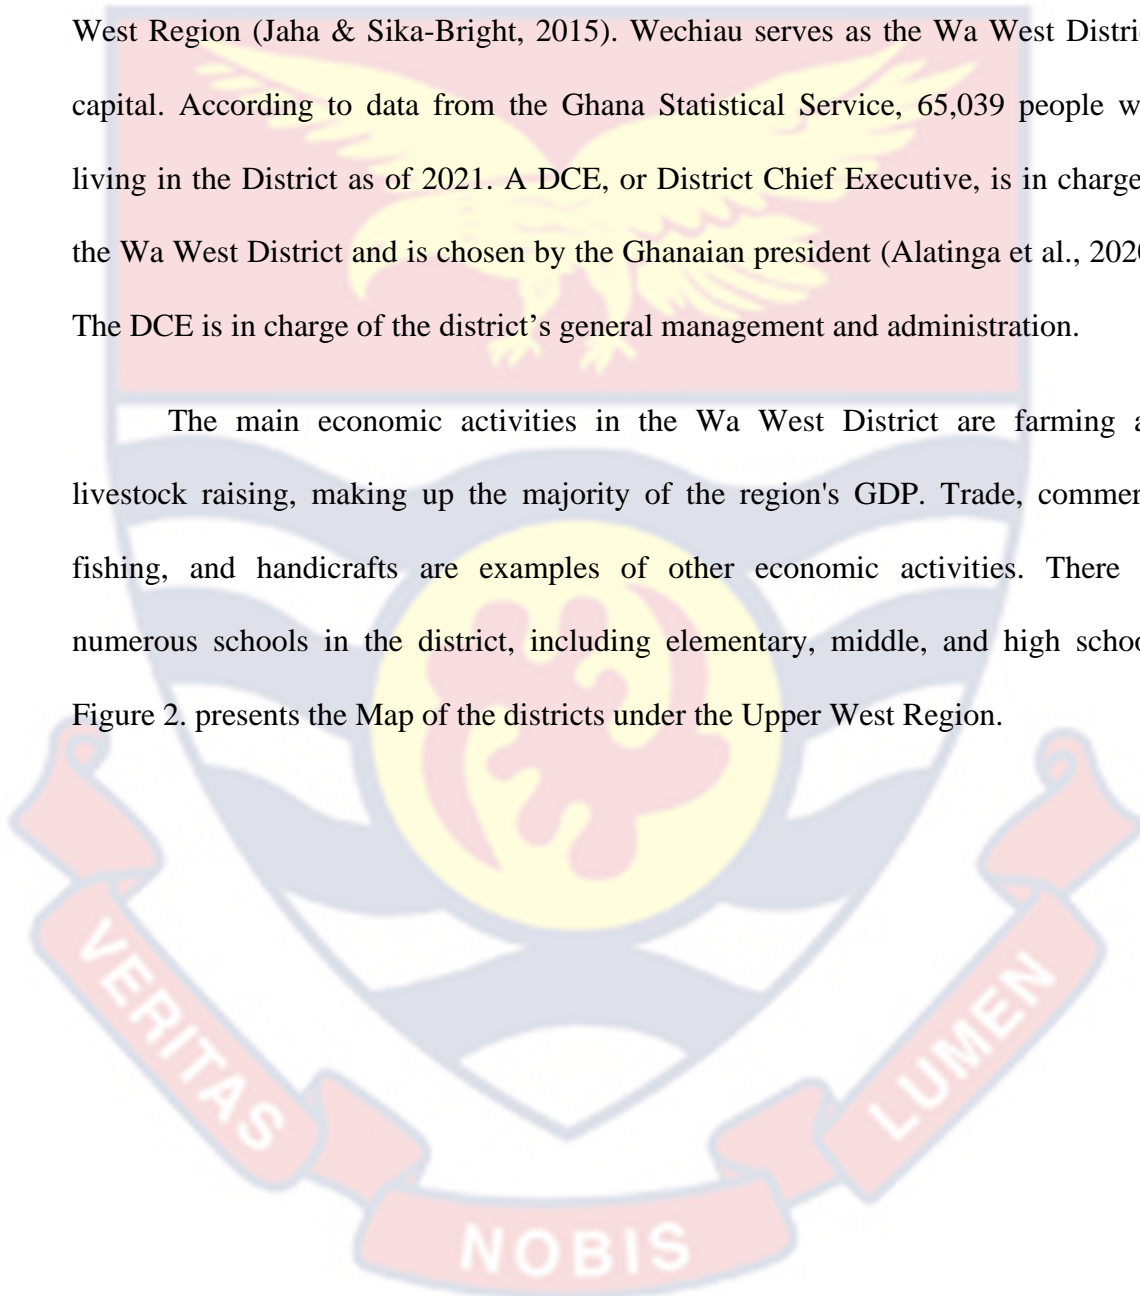 West Region (Jaha & Sika-Bright, 2015). Wechiau serves as the Wa West Distri
capital. According to data from the Ghana Statistical Service, 65,039 people w
living in the District as of 2021. A DCE, or District Chief Executive, is in charge
the Wa West District and is chosen by the Ghanaian president (Alatinga et al., 2020
The DCE is in charge of the district’s general management and administration.
The main economic activities in the Wa West District are farming a
livestock raising, making up the majority of the region's GDP. Trade, commer
fishing, and handicrafts are examples of other economic activities. There
numerous schools in the district, including elementary, middle, and high schoo
Figure 2. presents the Map of the districts under the Upper West Region.
VERITAS
NOBIS
LUMEN